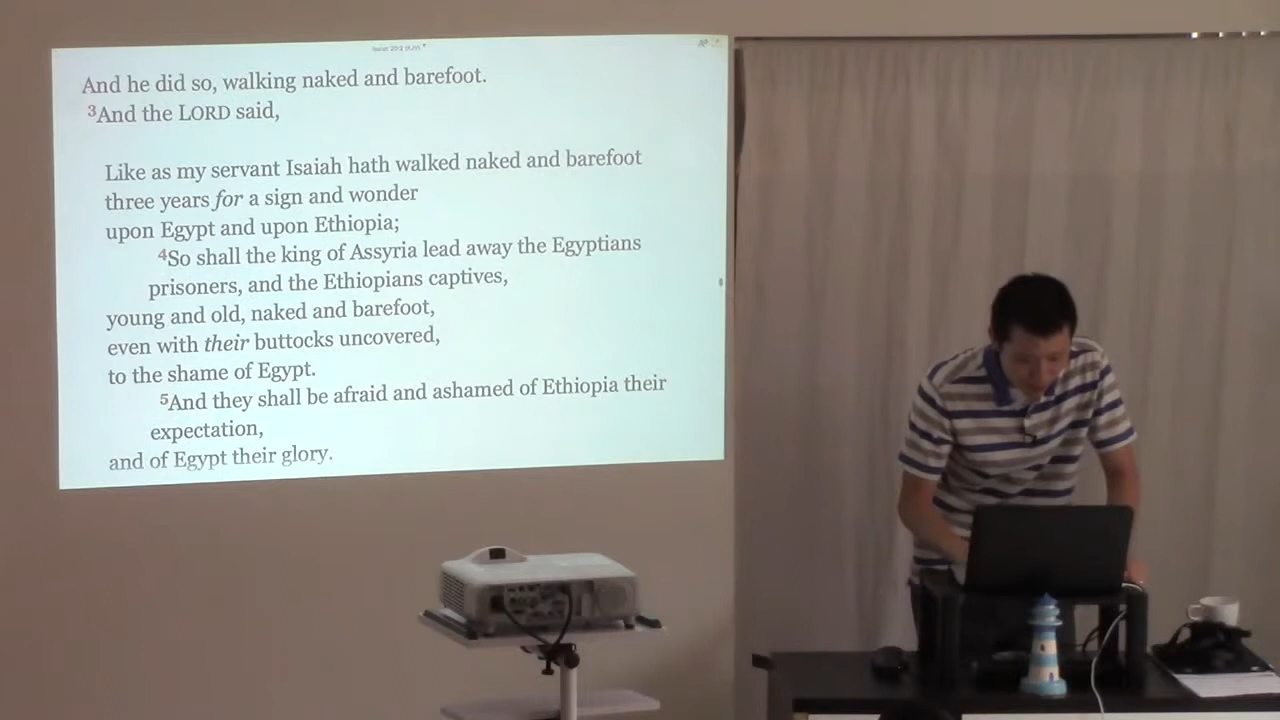 And he did so, walking naked and barefoot.
³And the LORD said,
Like as my servant Isaiah hath walked naked and barefoot
three years for a sign and wonder
upon Egypt and upon Ethiopia;
⁴So shall the king of Assyria lead away the Egyptians
prisoners, and the Ethiopians captives,
young and old, naked and barefoot,
even with their buttocks uncovered,
to the shame of Egypt.
⁵And they shall be afraid and ashamed of Ethiopia their
expectation,
and of Egypt their glory.